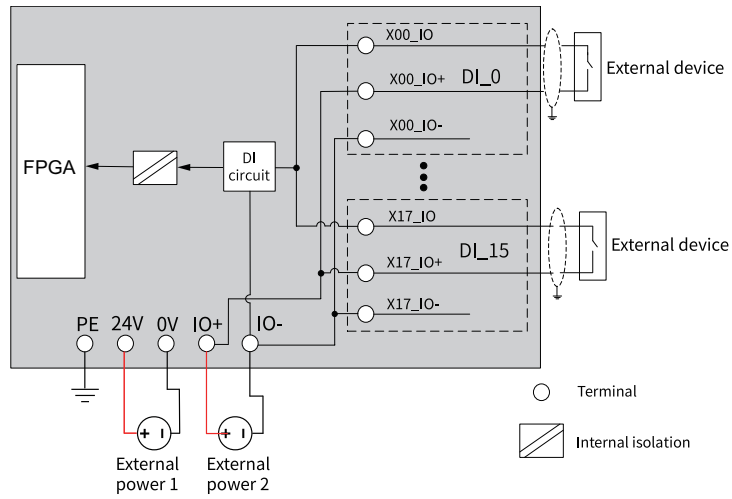 X00_IO
X00_IO+
DI_0
X00_IO-
External device
FPGA
DI
circuit
X17_IO
X17_IO+
DI_15
X17_IO-
External device
PE
24V
0V
IO+
IO-
+ −
+ −
External
power 1
External
power 2
Terminal
Internal isolation